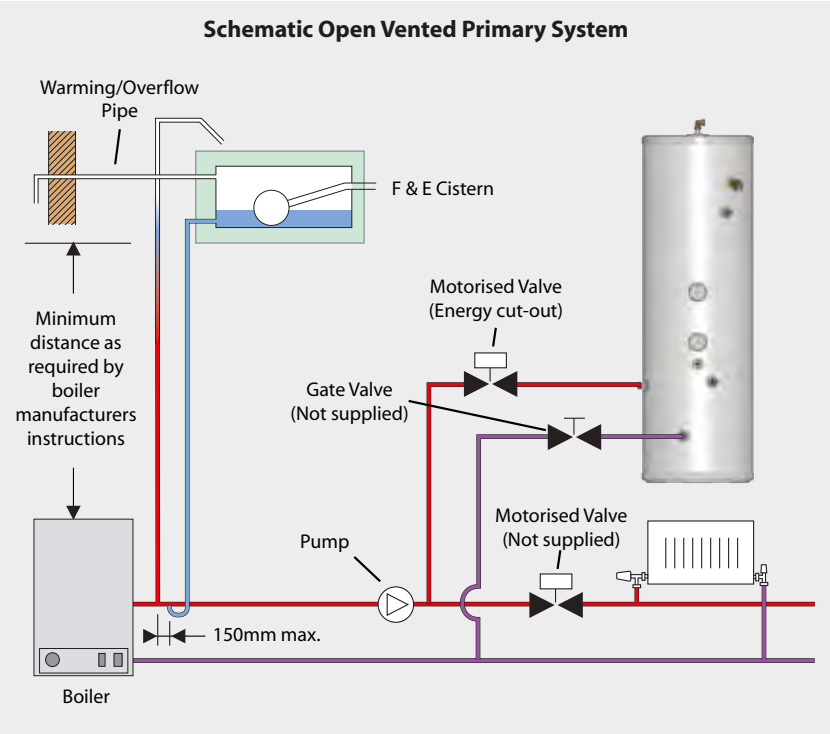 Schematic Open Vented Primary System
Warming/Overflow
Pipe
F & E Cistern
Motorised Valve
(Energy cut-out)
Minimum
distance as
required by
boiler
manufacturers
instructions
Gate Valve
(Not supplied)
Motorised Valve
(Not supplied)
Pump
150mm max.
Boiler